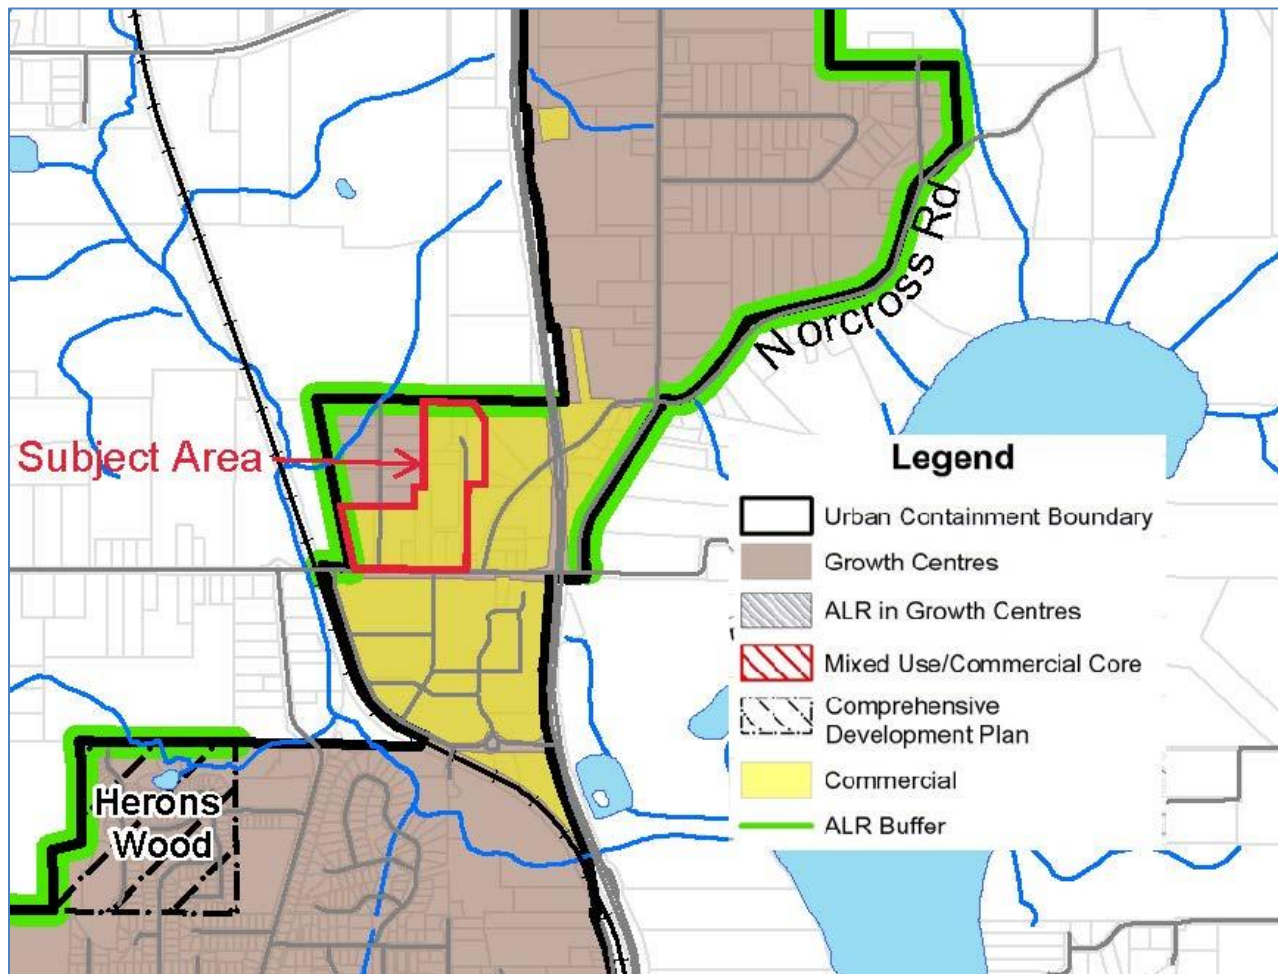 Norcross Rd
Subject Area
Legend
Urban Containment Boundary
Growth Centres
ALR in Growth Centres
Mixed Use/Commercial Core
Comprehensive
Development Plan
Commercial
ALR Buffer
Herons
Wood